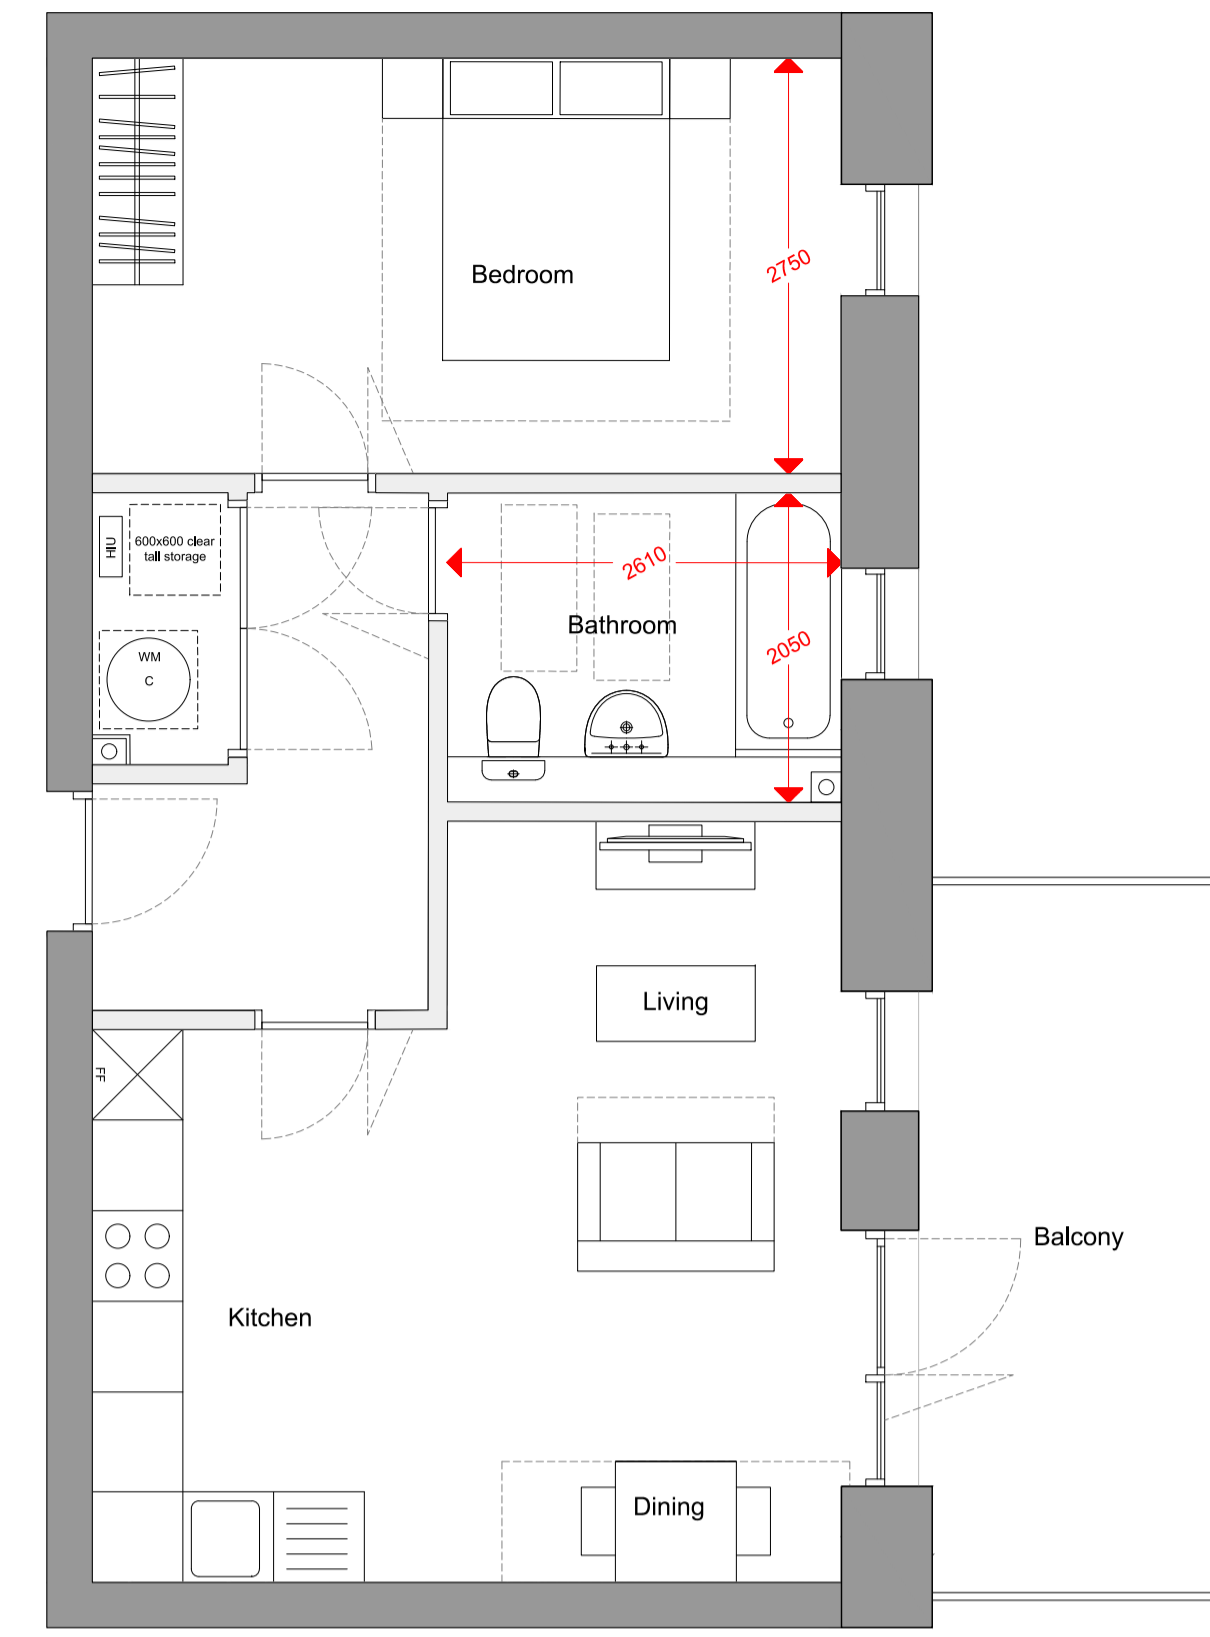 Bedroom
2750
HIU
600x600 clear
tall storage
2610
Bathroom
2050
WM
C
Living
FF
Balcony
Kitchen
Dining